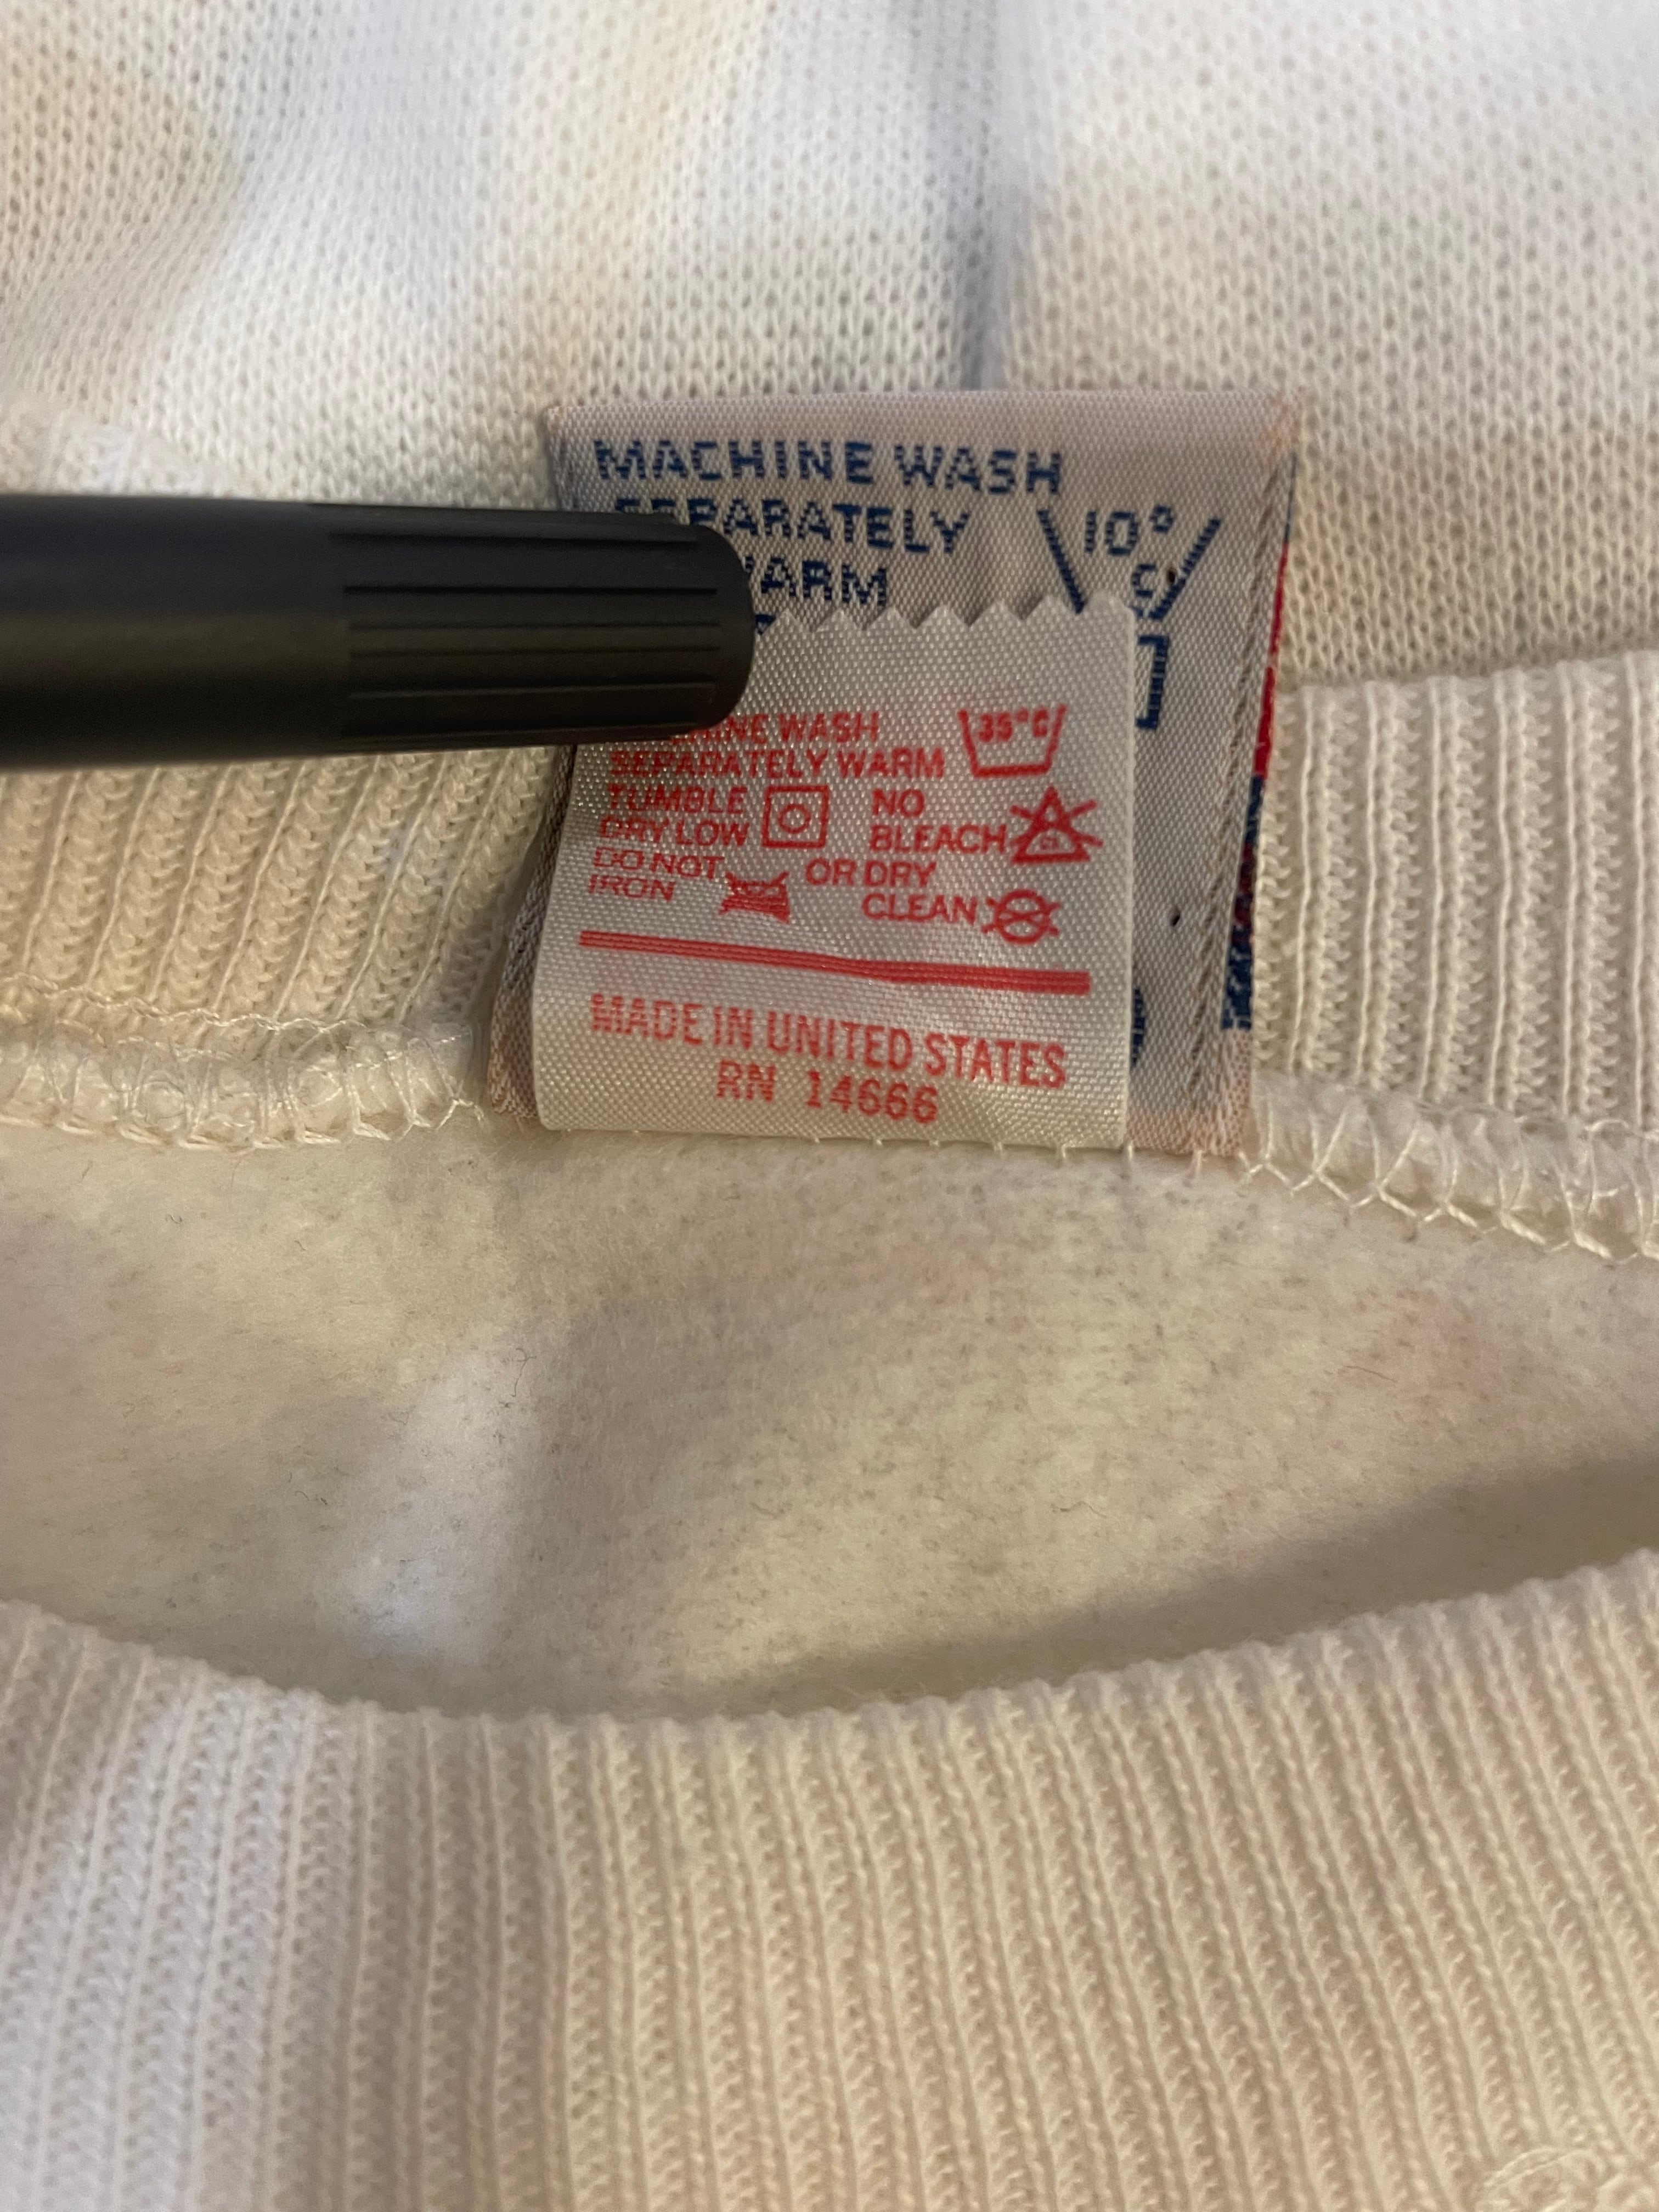 MACHINE WASH
SEPARATELY
10°
WARM
C
WASH
SEPARATELY WARM
35°C
TUMBLE
DRY LOW
NO
BLEACH
DO NOT
IRON
OR DRY
CLEAN
MADE IN UNITED STATES
RN 14666